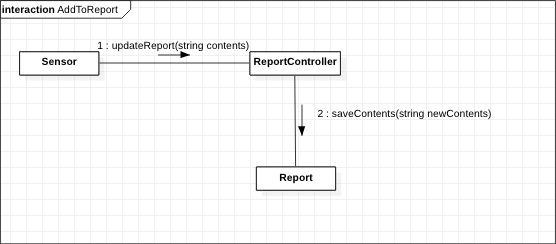 interaction AddToReport
1 : updateReport(string contents)
Sensor
ReportController
2 : saveContents(string newContents)
Report